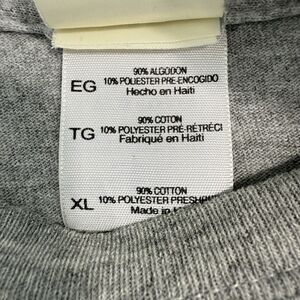 90% ALGODON
EG 10% POLIESTER PRE-ENCOGIDO
Hecho en Haiti
90% COTON
TG 10% POLYESTER PRÉ-RÉTRÉCI
Fabriqué en Haiti
90% COTTON
XL 10% POLYESTER
Made in